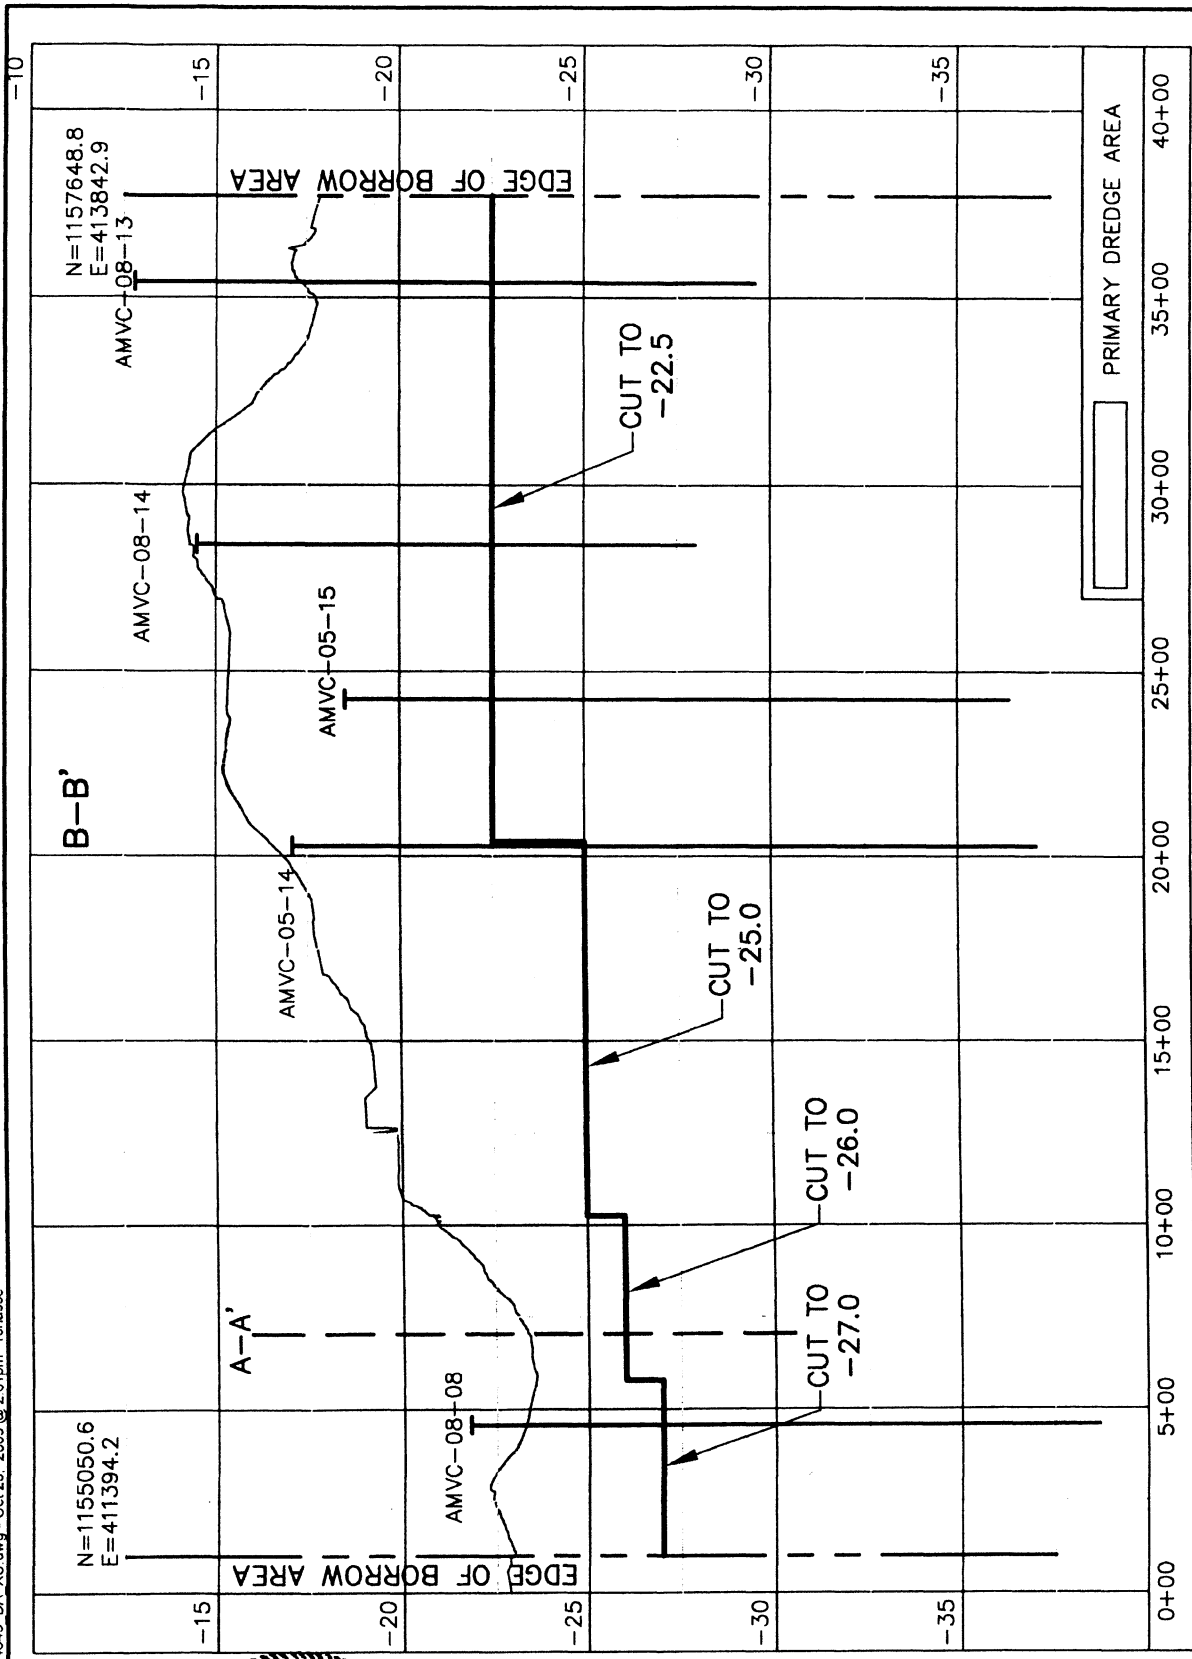 B-B'
N=1155050.6
E=411394.2
N=1157648.8
E=413842.9
AMVC-08-13
AMVC-08-14
A-A'
AMVC-05-14
AMVC-05-15
AMVC-08-08
EDGE OF BORROW AREA
EDGE OF BORROW AREA
CUT TO
-27.0
CUT TO
-26.0
CUT TO
-25.0
CUT TO
-22.5
-15
-20
-25
-30
-35
-10
-15
-20
-25
-30
-35
PRIMARY DREDGE AREA
0+00
5+00
10+00
15+00
20+00
25+00
30+00
35+00
40+00